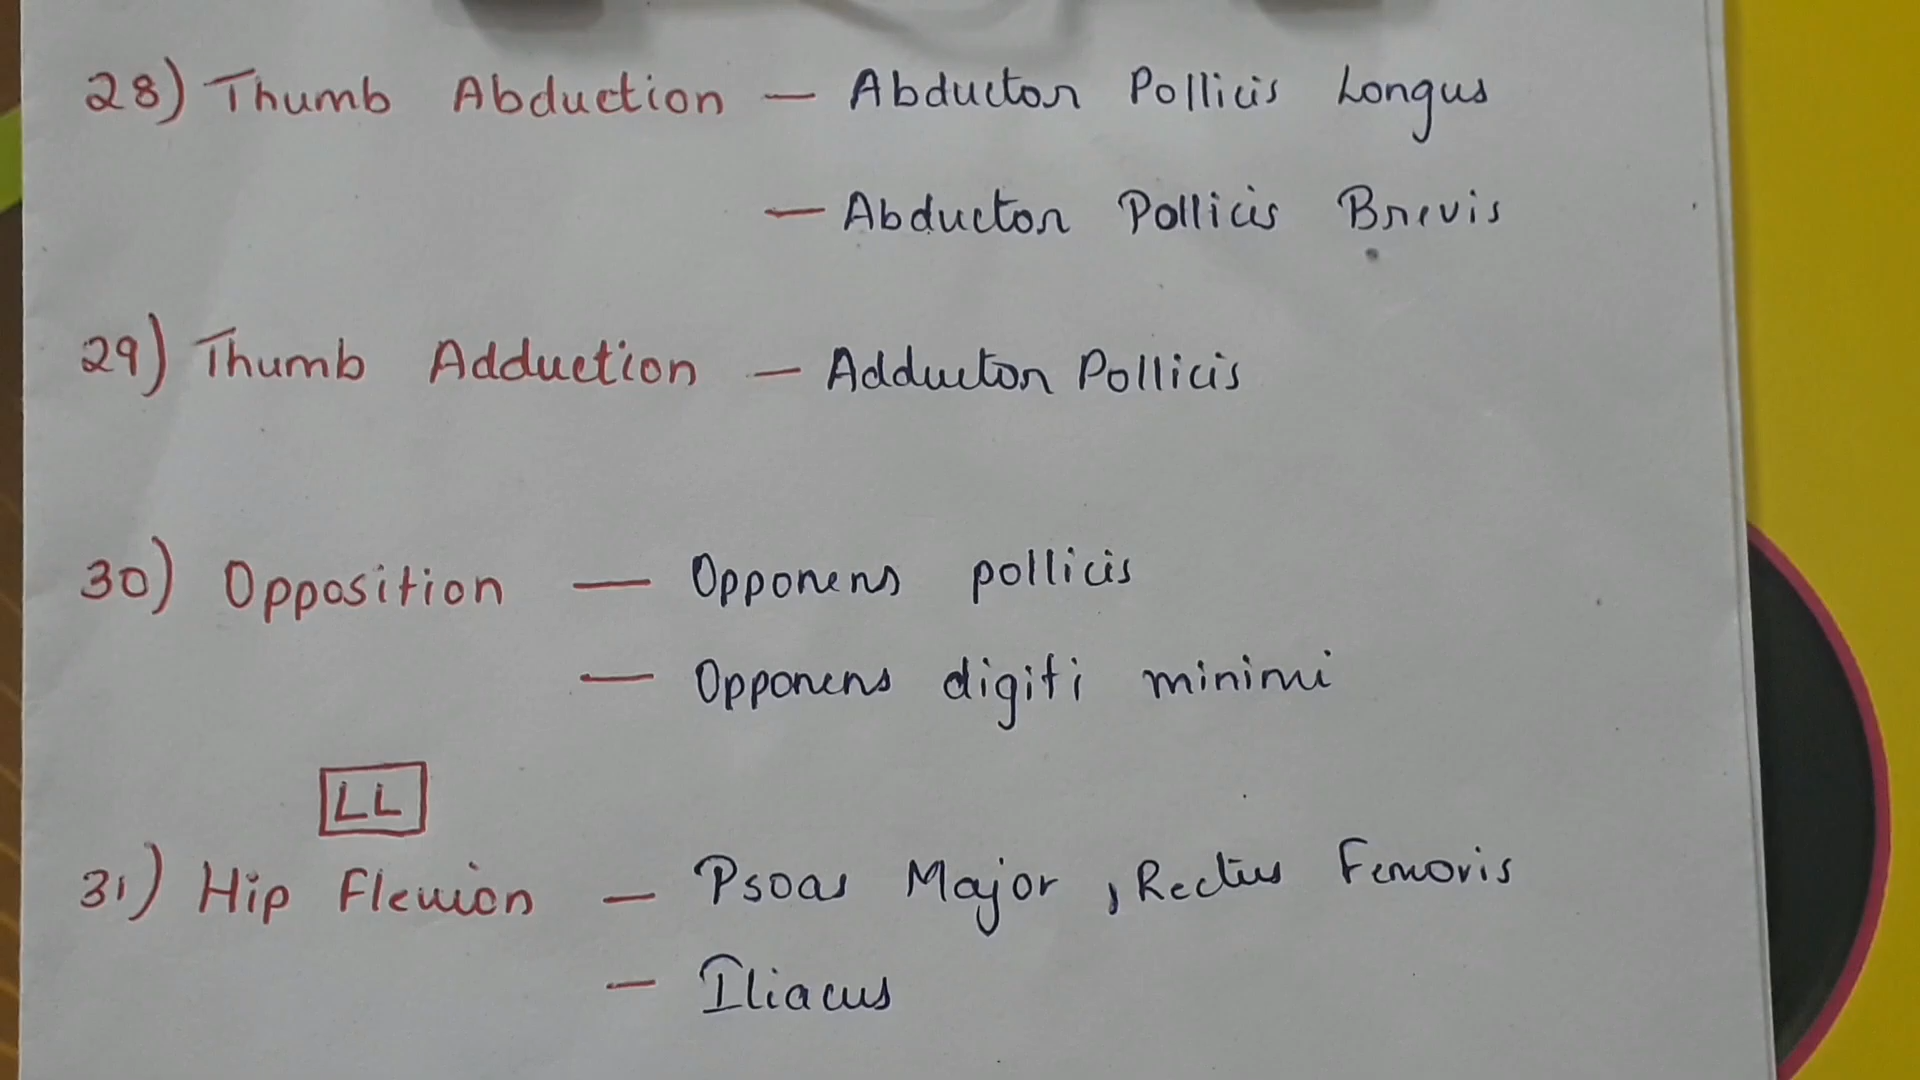 28) Thumb Abduction — Abductor Pollicis Longus
— Abductor Pollicis Brevis
29) Thumb Adduction — Adductor Pollicis
30) Opposition — Opponens pollicis
— Opponens digiti minimi
LL
31) Hip Flexion — Psoas Major, Rectus Femoris
— Iliacus